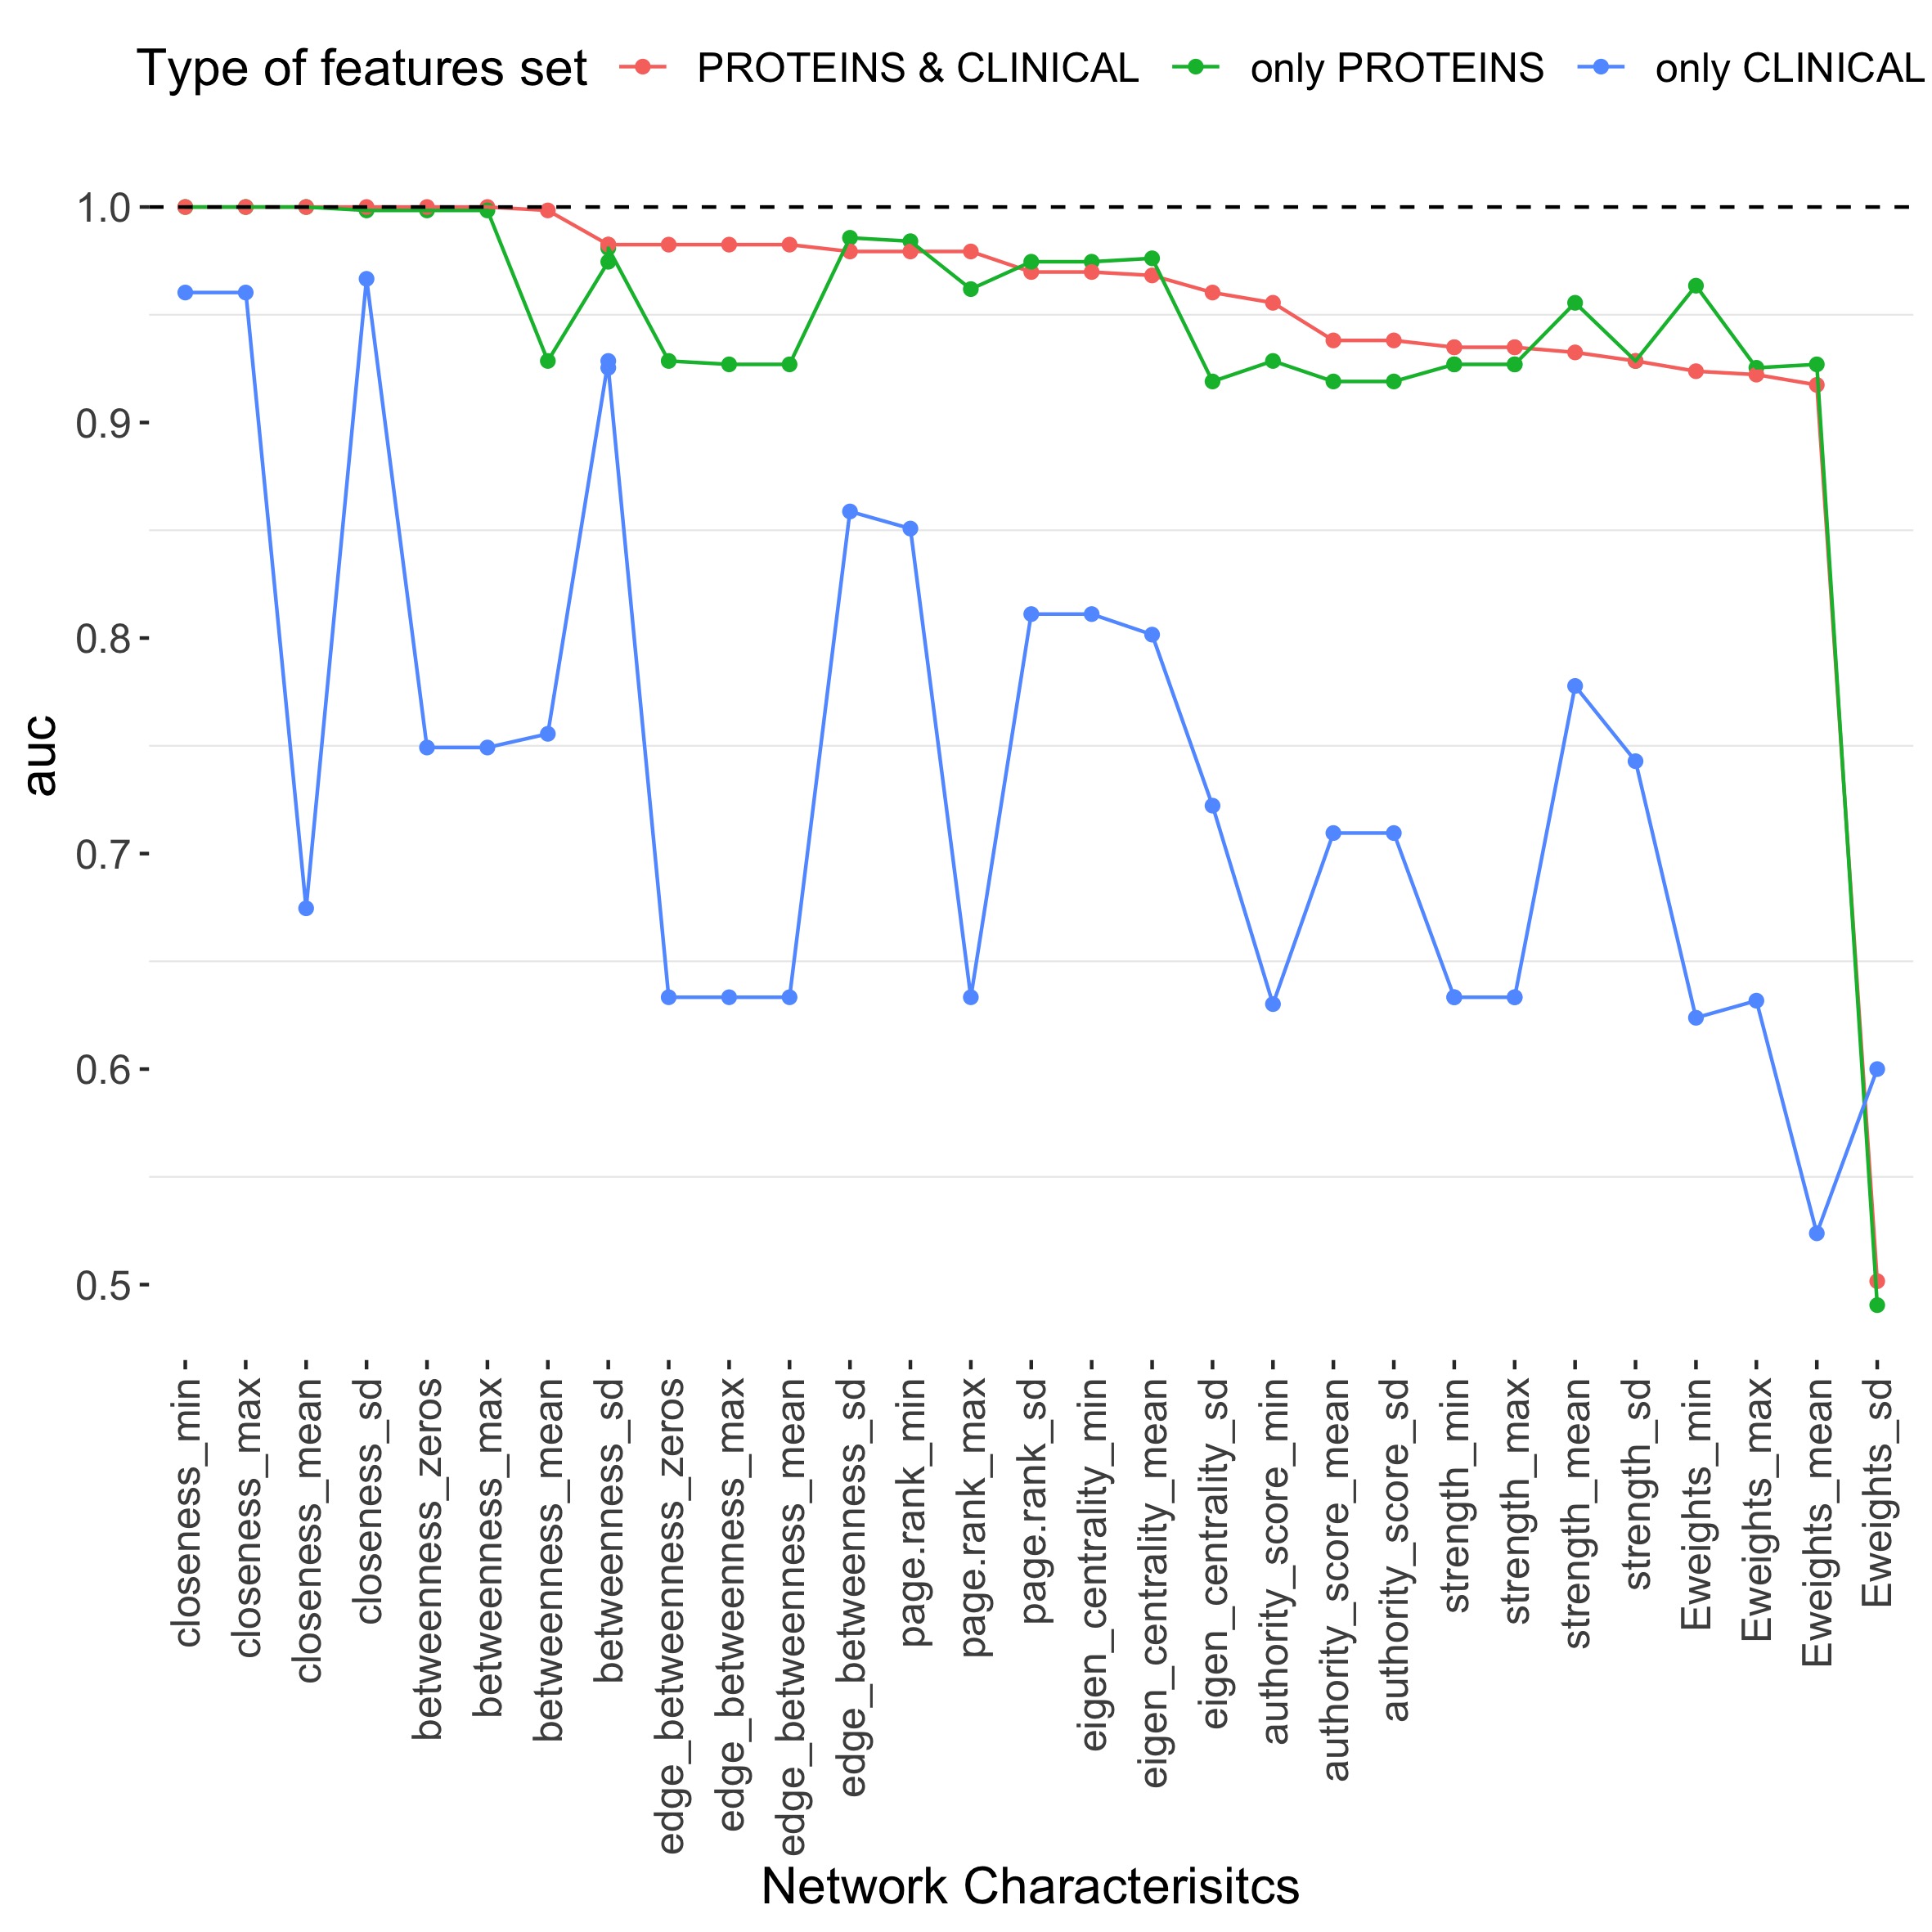 Type of features set PROTEINS & CLINICAL only PROTEINS only CLINICAL
1.0
0.9
0.8
0.7
0.6
0.5
auc
closeness_min
closeness_max
closeness_mean
closeness_sd
betweenness_zeros
betweenness_max
betweenness_mean
betweenness_sd
edge_betweenness_zeros
edge_betweenness_max
edge_betweenness_mean
edge_betweenness_sd
page.rank_min
page.rank_max
page.rank_sd
eigen_centrality_min
eigen_centrality_mean
eigen_centrality_sd
authority_score_min
authority_score_mean
authority_score_sd
strength_min
strength_max
strength_mean
strength_sd
Eweights_min
Eweights_max
Eweights_mean
Eweights_sd
Network Characterisitcs